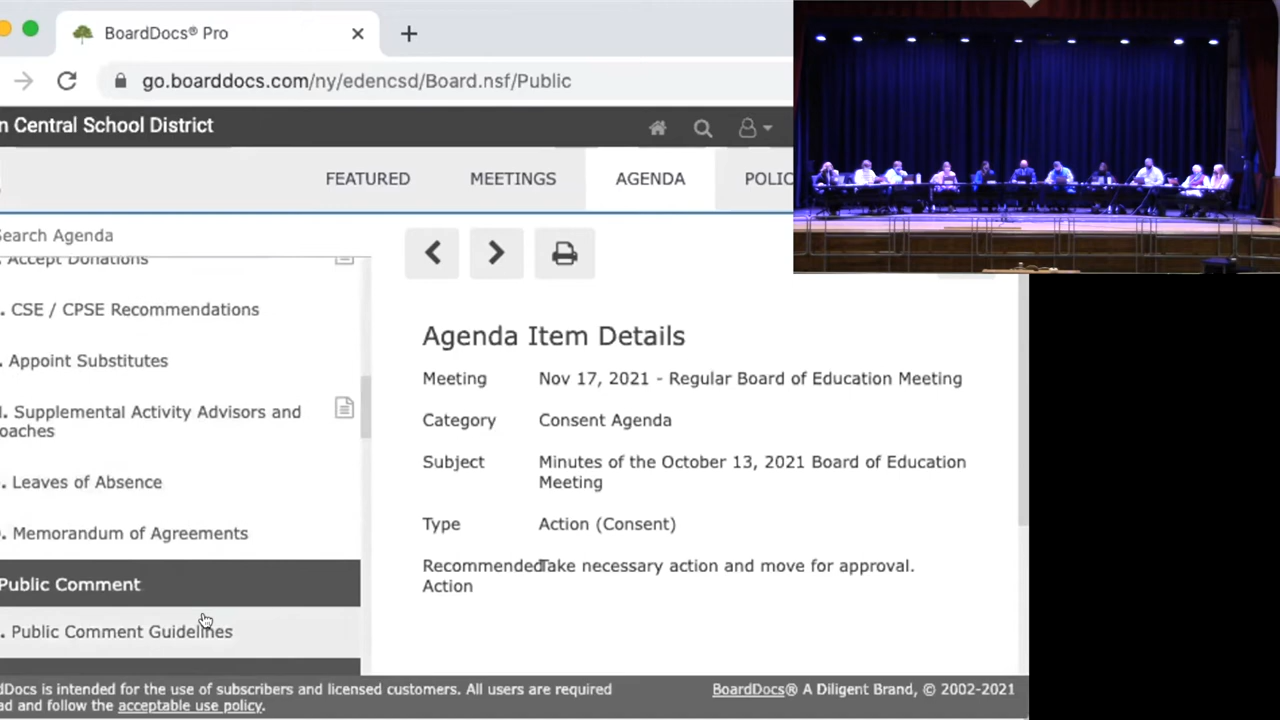 BoardDocs® Pro
go.boarddocs.com/ny/edencsd/Board.nsf/Public
n Central School District
FEATURED MEETINGS AGENDA POLIC
Search Agenda
. Accept Donations
. CSE / CPSE Recommendations
. Appoint Substitutes
. Supplemental Activity Advisors and
oaches
. Leaves of Absence
. Memorandum of Agreements
Public Comment
. Public Comment Guidelines
Agenda Item Details
Meeting Nov 17, 2021 - Regular Board of Education Meeting
Category Consent Agenda
Subject Minutes of the October 13, 2021 Board of Education
Meeting
Type Action (Consent)
Recommended Take necessary action and move for approval.
Action
dDocs is intended for the use of subscribers and licensed customers. All users are required
ad and follow the acceptable use policy.
BoardDocs® A Diligent Brand, © 2002-2021